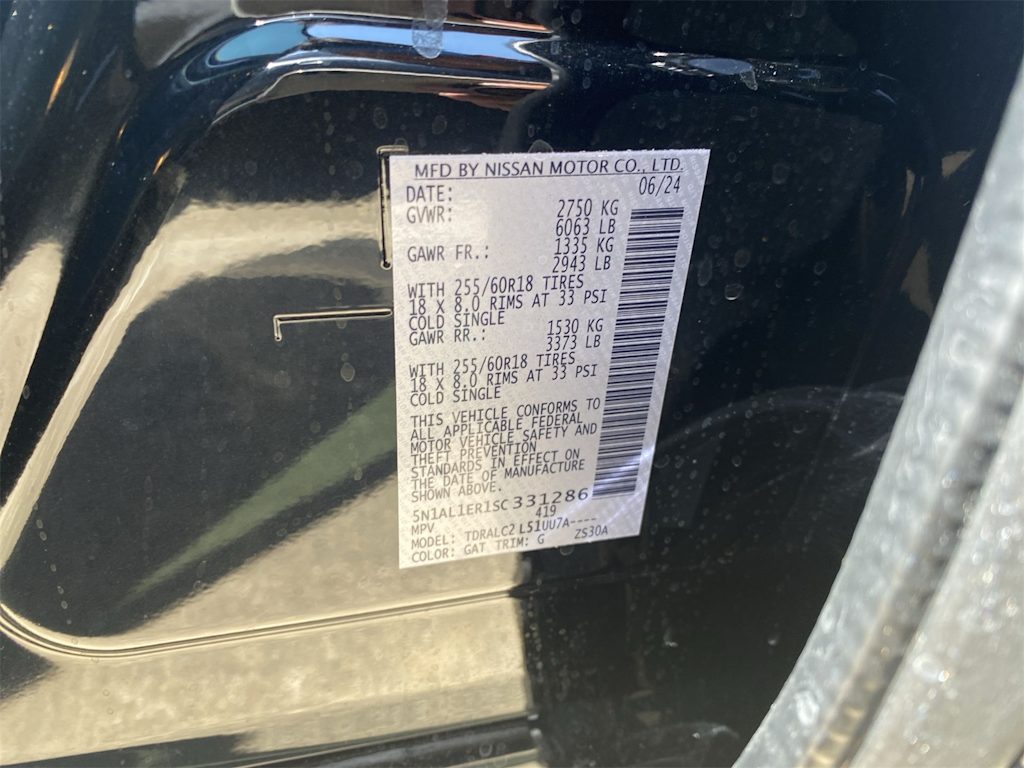 MFD BY NISSAN MOTOR CO., LTD.
DATE: 06/24
GVWR: 2750 KG
6063 LB
GAWR FR.: 1335 KG
2943 LB
WITH 255/60R18 TIRES
18 X 8.0 RIMS AT 33 PSI
COLD SINGLE
GAWR RR.: 1530 KG
3373 LB
WITH 255/60R18 TIRES
18 X 8.0 RIMS AT 33 PSI
COLD SINGLE
THIS VEHICLE CONFORMS TO
ALL APPLICABLE FEDERAL
MOTOR VEHICLE SAFETY AND
THEFT PREVENTION
STANDARDS IN EFFECT ON
THE DATE OF MANUFACTURE
SHOWN ABOVE.
5N1AL1ER1SC331286
MPV 419
MODEL: TDRALC2 L51UU7A----
COLOR: GAT TRIM: G ZS30A